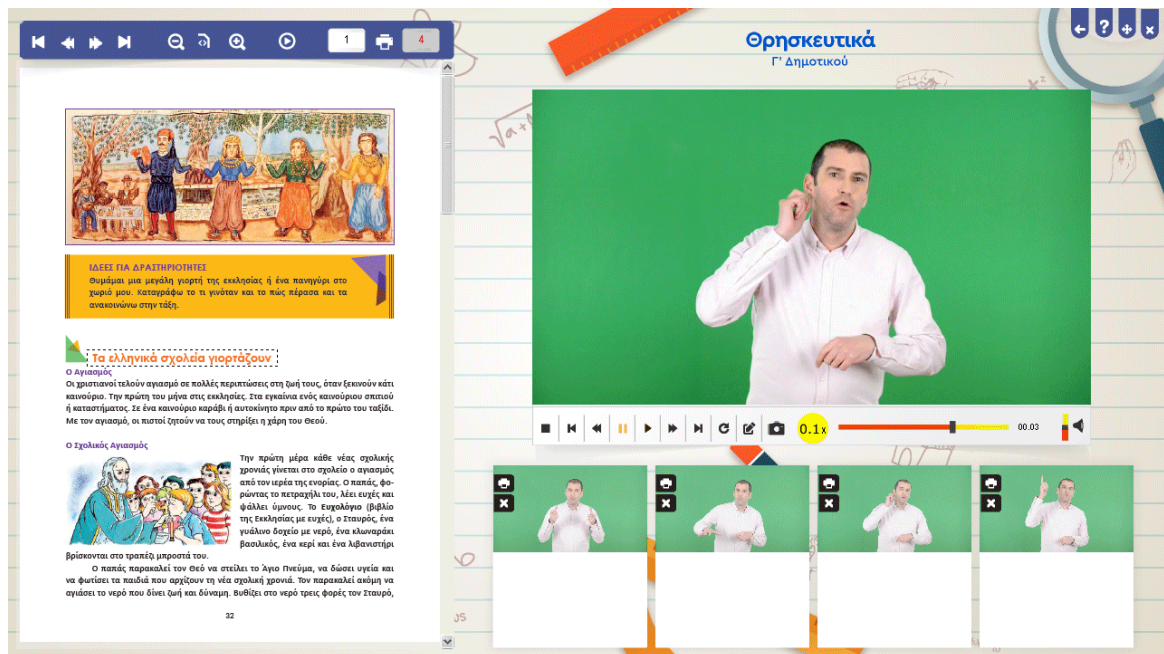 1
4
Θρησκευτικά
Γ' Δημοτικού
ΙΔΕΕΣ ΓΙΑ ΔΡΑΣΤΗΡΙΟΤΗΤΕΣ
Θυμάμαι μια μεγάλη γιορτή της εκκλησίας ή ένα πανηγύρι στο
χωριό μου. Καταγράφω το τι γινόταν και το πώς πέρασα και τα
ανακοινώνω στην τάξη.
Τα ελληνικά σχολεία γιορτάζουν
Ο Αγιασμός
Οι χριστιανοί τελούν αγιασμό σε πολλές περιπτώσεις στη ζωή τους, όταν ξεκινούν κάτι
καινούριο. Την πρώτη του μήνα στις εκκλησίες. Στα εγκαίνια ενός καινούριου σπιτιού
ή καταστήματος. Σε ένα καινούριο καράβι ή αυτοκίνητο πριν από το πρώτο του ταξίδι.
Με τον αγιασμό, οι πιστοί ζητούν να τους στηρίξει η χάρη του Θεού.
Ο Σχολικός Αγιασμός
Την πρώτη μέρα κάθε νέας σχολικής
χρονιάς γίνεται στο σχολείο ο αγιασμός
από τον ιερέα της ενορίας. Ο παπάς, φο-
ρώντας το πετραχήλι του, λέει ευχές και
ψάλλει ύμνους. Το Ευχολόγιο (βιβλίο
της Εκκλησίας με ευχές), ο Σταυρός, ένα
γυάλινο δοχείο με νερό, ένα κλωναράκι
βασιλικός, ένα κερί και ένα λιβανιστήρι
βρίσκονται στο τραπέζι μπροστά του.
Ο παπάς παρακαλεί τον Θεό να στείλει το Άγιο Πνεύμα, να δώσει υγεία και
να φωτίσει τα παιδιά που αρχίζουν τη νέα σχολική χρονιά. Τον παρακαλεί ακόμη να
αγιάσει το νερό που δίνει ζωή και δύναμη. Βυθίζει στο νερό τρεις φορές τον Σταυρό,
32
0.1x
00.03